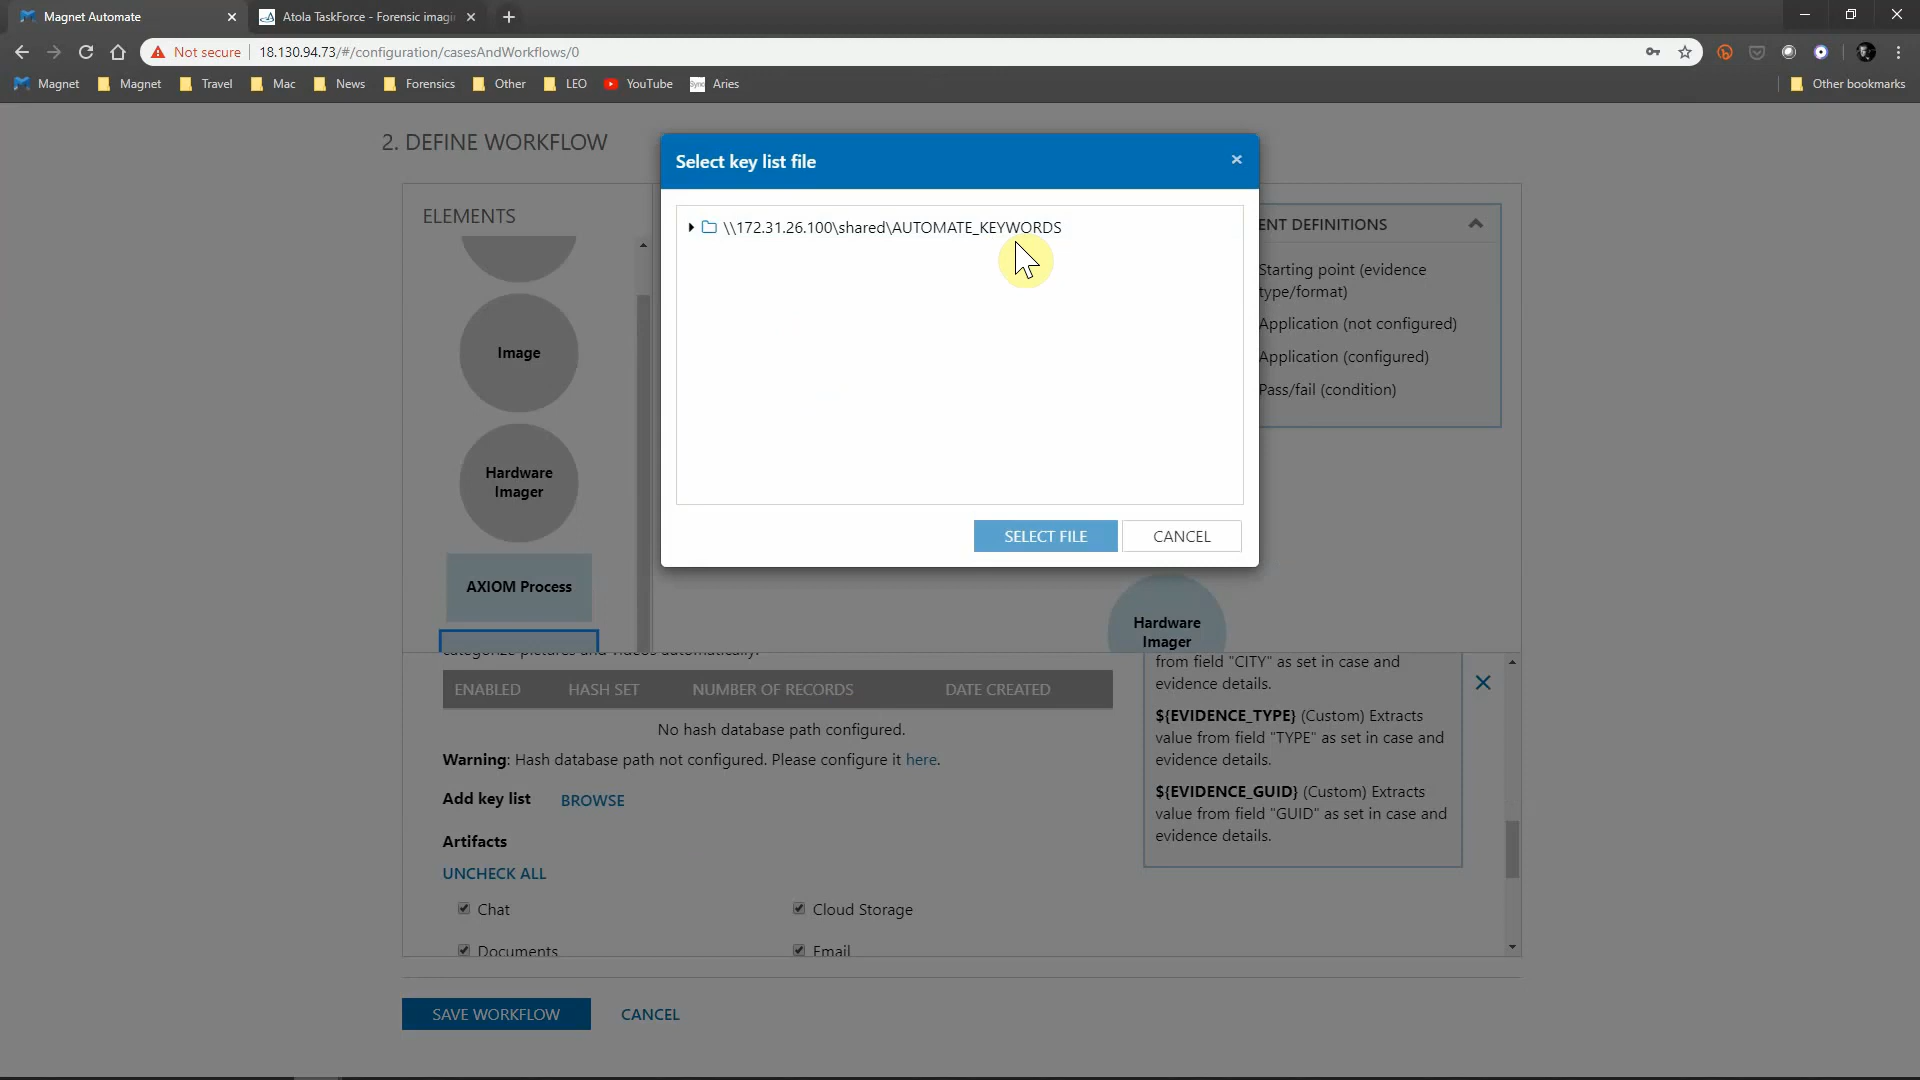 Magnet Automate
Atola TaskForce - Forensic imagi
Not secure
18.130.94.73/#/configuration/casesAndWorkflows/0
Magnet
Magnet
Travel
Mac
News
Forensics
Other
LEO
YouTube
Sync
Aries
Other bookmarks
2. DEFINE WORKFLOW
Select key list file
\\172.31.26.100\shared\AUTOMATE_KEYWORDS
SELECT FILE
CANCEL
ELEMENTS
Image
Hardware
Imager
AXIOM Process
ENT DEFINITIONS
Starting point (evidence
type/format)
Application (not configured)
Application (configured)
Pass/fail (condition)
Hardware
Imager
categorize pictures and videos automatically.
ENABLED
HASH SET
NUMBER OF RECORDS
DATE CREATED
No hash database path configured.
Warning: Hash database path not configured. Please configure it here.
Add key list
BROWSE
Artifacts
UNCHECK ALL
Chat
Cloud Storage
Documents
Email
from field "CITY" as set in case and
evidence details.
${EVIDENCE_TYPE} (Custom) Extracts
value from field "TYPE" as set in case and
evidence details.
${EVIDENCE_GUID} (Custom) Extracts
value from field "GUID" as set in case and
evidence details.
SAVE WORKFLOW
CANCEL